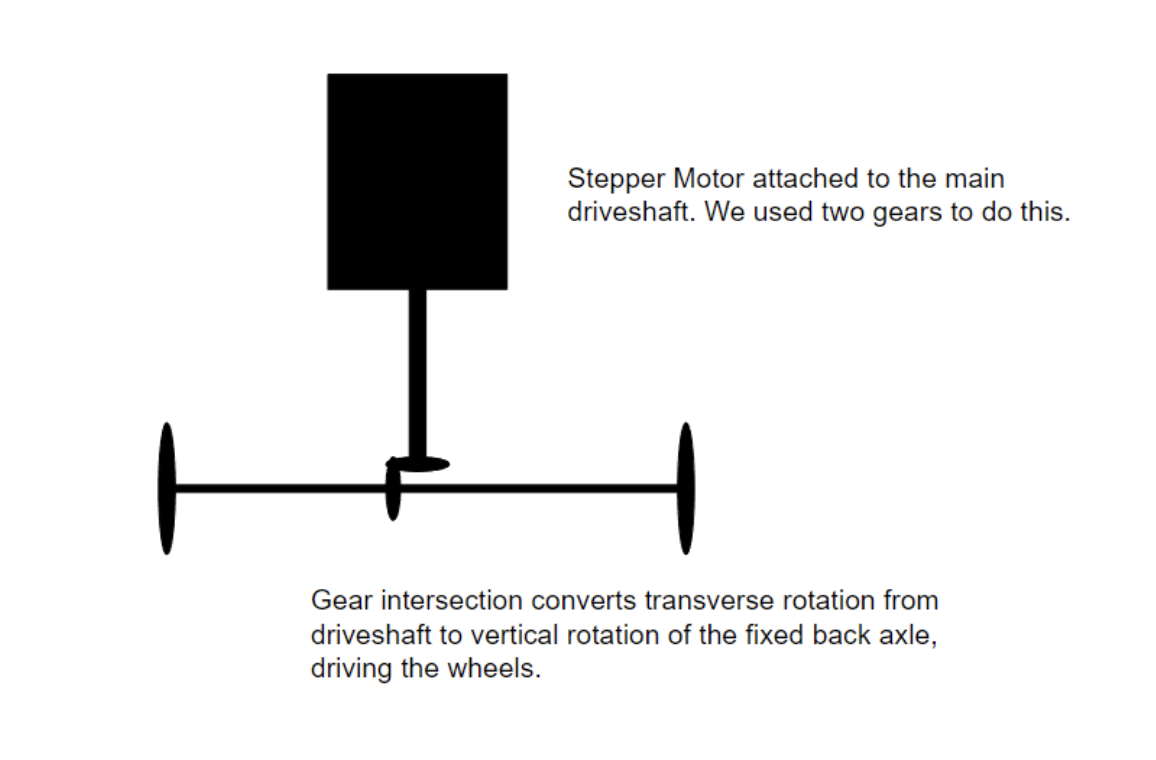 Stepper Motor attached to the main
driveshaft. We used two gears to do this.
Gear intersection converts transverse rotation from
driveshaft to vertical rotation of the fixed back axle,
driving the wheels.